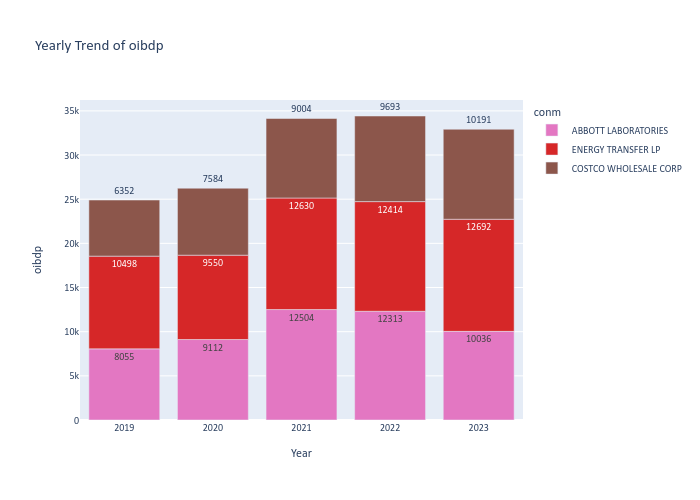 Yearly Trend of oibdp
conm
ABBOTT LABORATORIES
ENERGY TRANSFER LP
COSTCO WHOLESALE CORP
oibdp
35k
30k
25k
20k
15k
10k
5k
0
6352
7584
9004
9693
10191
10498
9550
12630
12414
12692
8055
9112
12504
12313
10036
2019
2020
2021
2022
2023
Year